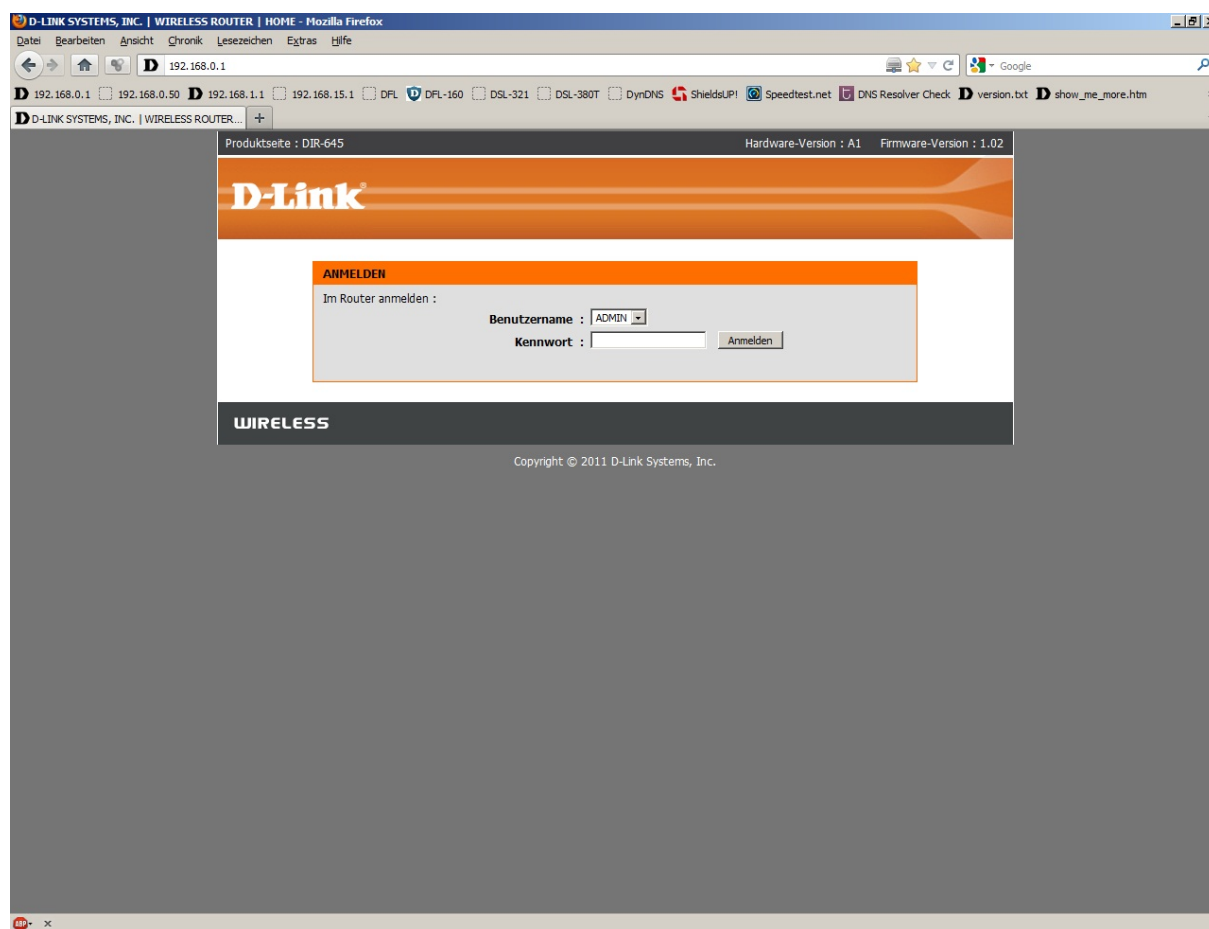 D-LINK SYSTEMS, INC. | WIRELESS ROUTER | HOME - Mozilla Firefox
Datei Bearbeiten Ansicht Chronik Lesezeichen Extras Hilfe
192.168.0.1 Google
192.168.0.1 192.168.0.50 192.168.1.1 192.168.15.1 DFL DFL-160 DSL-321 DSL-380T DynDNS ShieldsUP! Speedtest.net DNS Resolver Check version.txt show_me_more.htm
D-LINK SYSTEMS, INC. | WIRELESS ROUTER...
Produktseite : DIR-645 Hardware-Version : A1 Firmware-Version : 1.02
D-Link®
ANMELDEN
Im Router anmelden :
Benutzername : ADMIN
Kennwort : Anmelden
WIRELESS
Copyright © 2011 D-Link Systems, Inc.
ABP